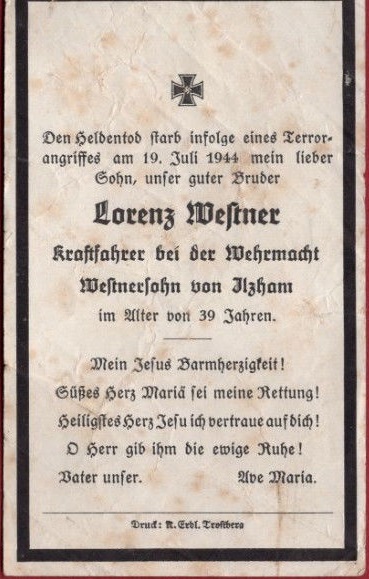 Den Heldentod starb infolge eines Terror-
angriffes am 19. Juli 1944 mein lieber
Sohn, unser guter Bruder
Lorenz Westner
Kraftfahrer bei der Wehrmacht
Westnersohn von Ilzham
im Alter von 39 Jahren.
Mein Jesus Barmherzigkeit!
Süßes Herz Mariä sei meine Rettung!
Heiligstes Herz Jesu ich vertraue auf dich!
O Herr gib ihm die ewige Ruhe!
Vater unser. Ave Maria.
Druck: A. Erdl. Trostberg